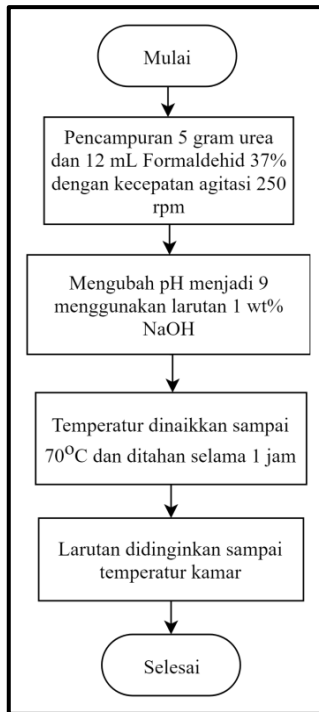 Mulai
Pencampuran 5 gram urea
dan 12 mL Formaldehid 37%
dengan kecepatan agitasi 250
rpm
Mengubah pH menjadi 9
menggunakan larutan 1 wt%
NaOH
Temperatur dinaikkan sampai
70⁰C dan ditahan selama 1 jam
Larutan didinginkan sampai
temperatur kamar
Selesai